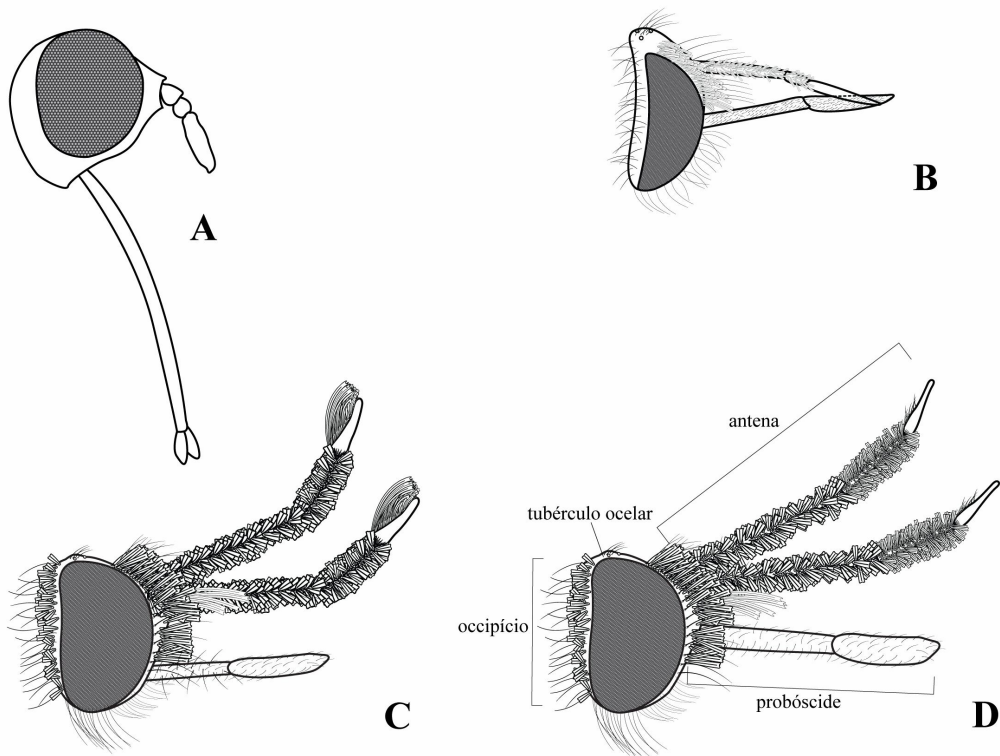 A
B
antena
tubérculo ocelar
occipício
probóscide
C
D